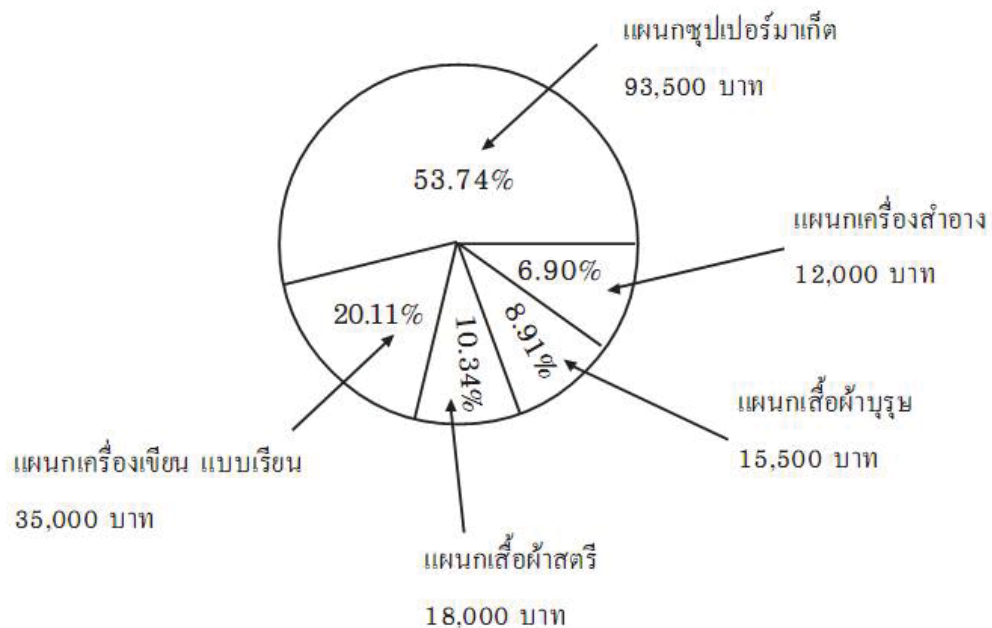 แผนกซุปเปอร์มาเก็ต
93,500 บาท
53.74%
แผนกเครื่องสำอาง
12,000 บาท
6.90%
8.91%
แผนกเสื้อผ้าบุรุษ
15,500 บาท
20.11%
10.34%
แผนกเครื่องเขียน แบบเรียน
35,000 บาท
แผนกเสื้อผ้าสตรี
18,000 บาท